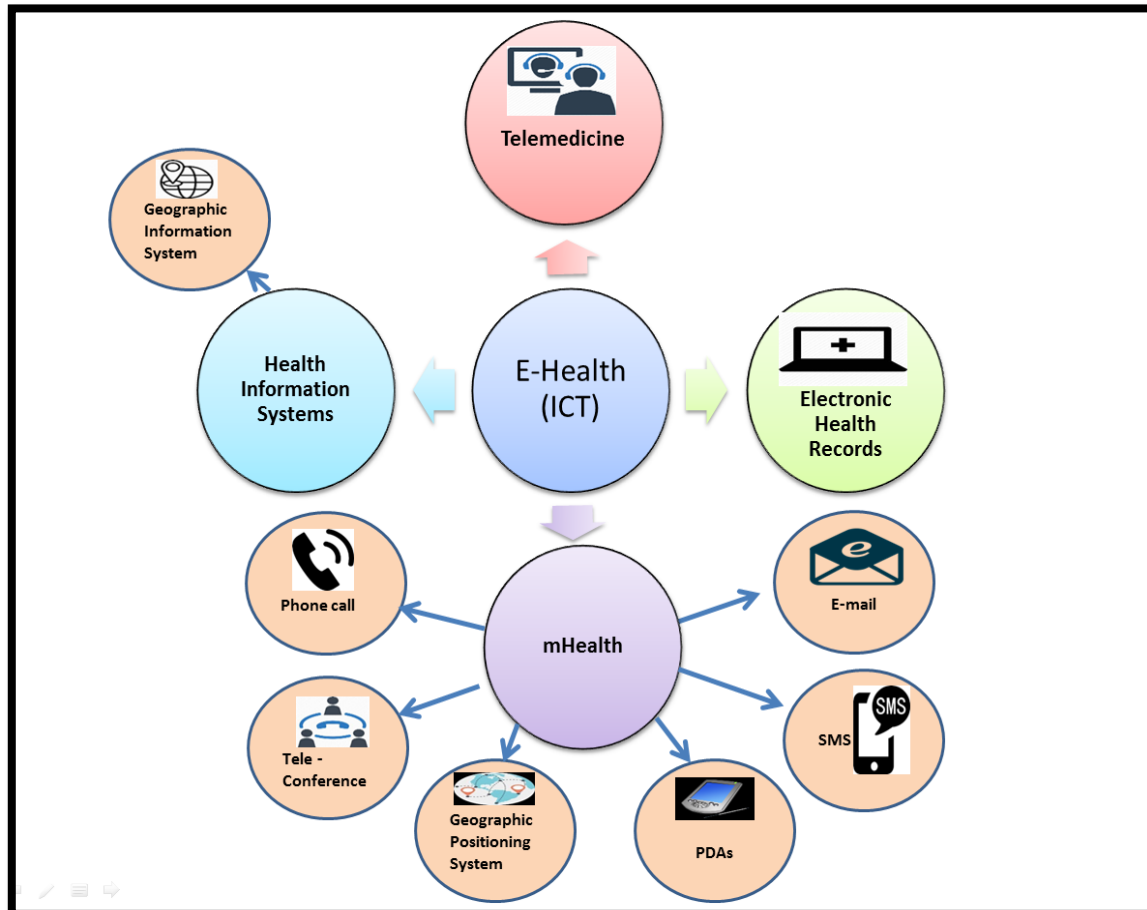 Telemedicine
Geographic
Information
System
Health
Information
Systems
E-Health
(ICT)
Electronic
Health
Records
Phone call
e
E-mail
mHealth
Tele -
Conference
SMS
SMS
Geographic
Positioning
System
PDAs